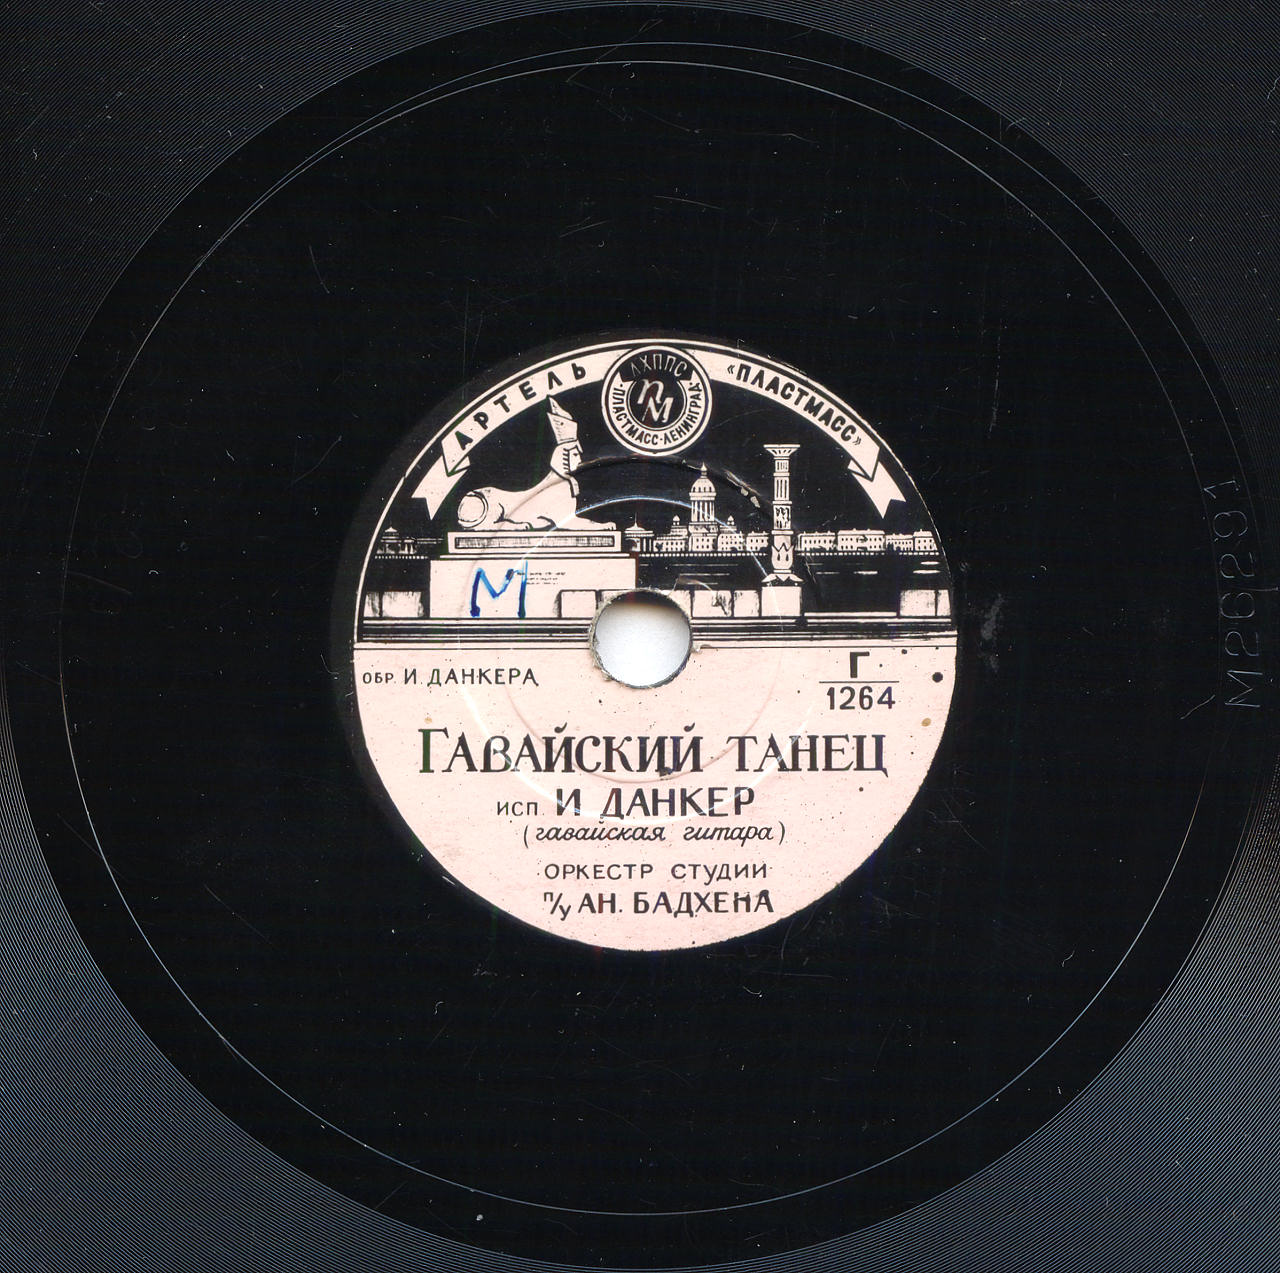 АРТЕЛЬ «ПЛАСТМАСС»
ЛХППС
ПМ
ПЛАСТМАСС-ЛЕНИНГРАД
М
ОБР. И. ДАНКЕРА
Г
1264
ГАВАЙСКИЙ ТАНЕЦ
ИСП. И ДАНКЕР
(гавайская гитара)
ОРКЕСТР СТУДИИ
П/У АН. БАДХЕНА
М26291